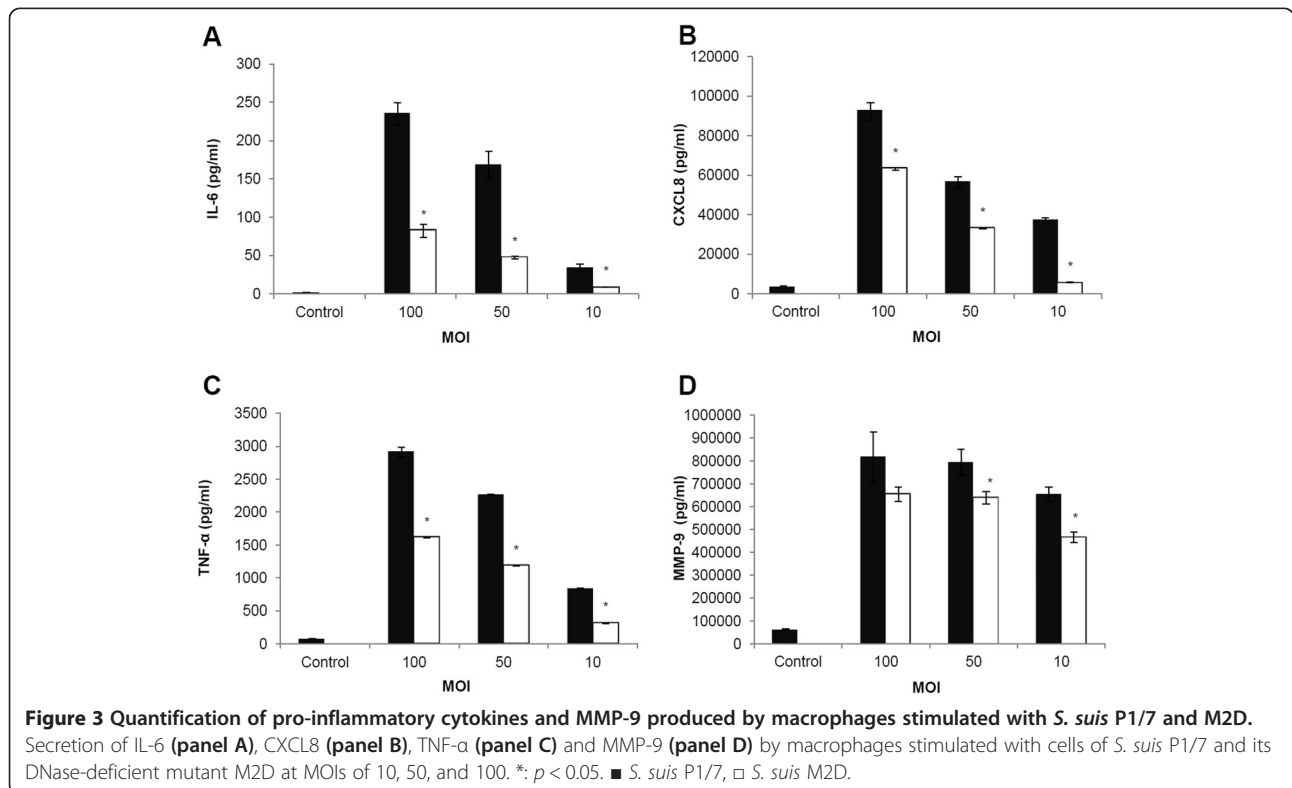 A
IL-6 (pg/ml)
300
250
200
150
100
50
0
*
*
*
Control 100 50 10
MOI
B
CXCL8 (pg/ml)
120000
100000
80000
60000
40000
20000
0
*
*
*
Control 100 50 10
MOI
C
TNF-α (pg/ml)
3500
3000
2500
2000
1500
1000
500
0
*
*
*
Control 100 50 10
MOI
D
MMP-9 (pg/ml)
1000000
900000
800000
700000
600000
500000
400000
300000
200000
100000
0
*
*
Control 100 50 10
MOI
Figure 3 Quantification of pro-inflammatory cytokines and MMP-9 produced by macrophages stimulated with S. suis P1/7 and M2D.
Secretion of IL-6 (panel A), CXCL8 (panel B), TNF-α (panel C) and MMP-9 (panel D) by macrophages stimulated with cells of S. suis P1/7 and its
DNase-deficient mutant M2D at MOIs of 10, 50, and 100. *: p < 0.05. ■ S. suis P1/7, □ S. suis M2D.